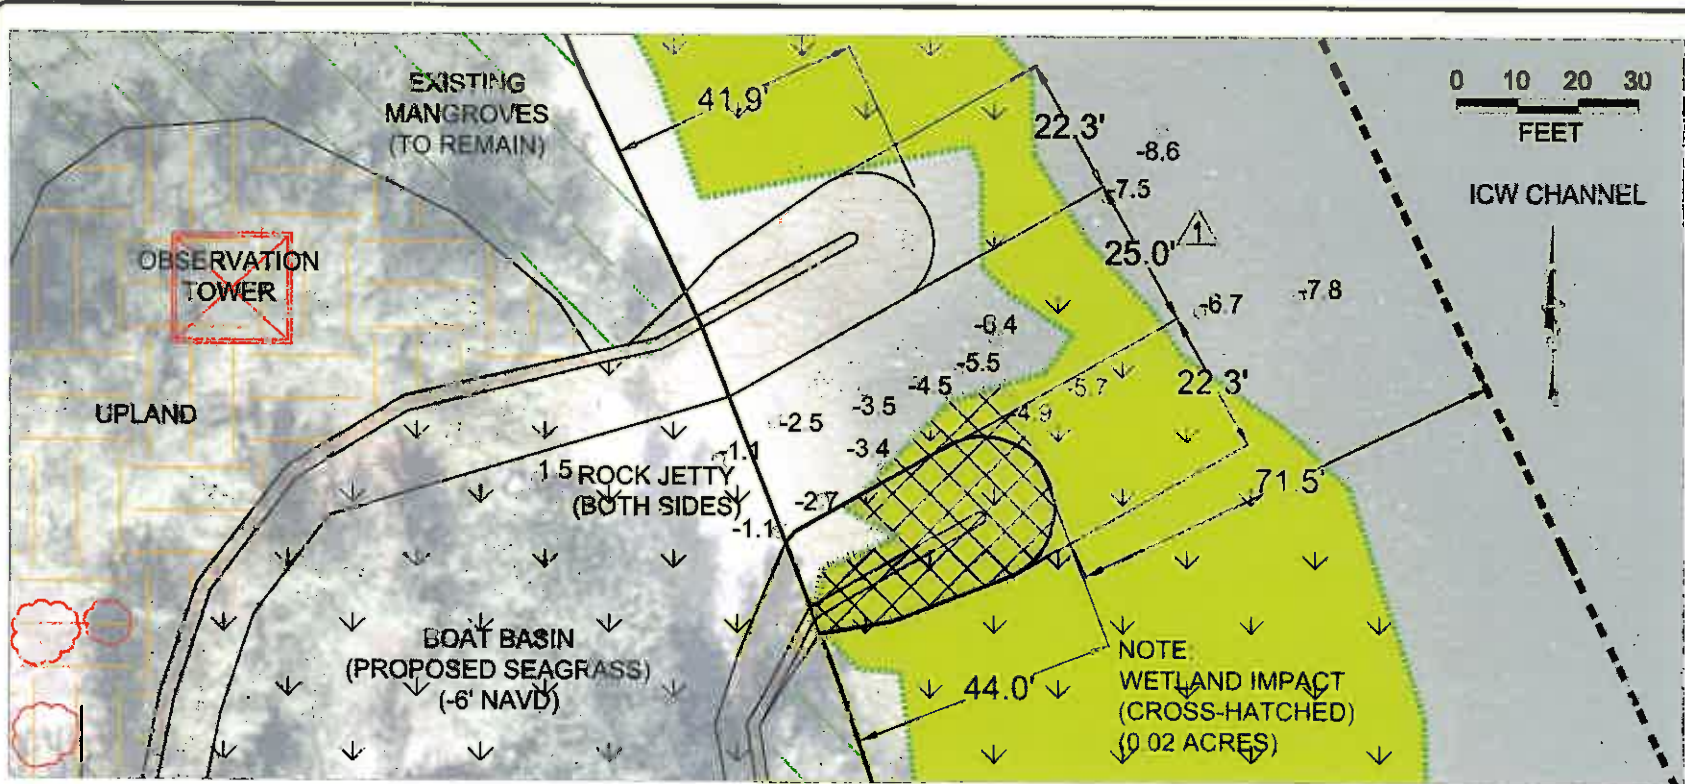 EXISTING
MANGROVES
(TO REMAIN)
41.9'
22.3'
-8.6
-7.5
0 10 20 30
FEET
ICW CHANNEL
OBSERVATION
TOWER
25.0'
1
-6.7
-7.8
-6.4
-5.5
-4.5
-5.7
22.3'
-3.5
-4.9
-2.5
UPLAND
-3.4
-1.1
1.5
ROCK JETTY
(BOTH SIDES)
71.5'
-2.7
-1.1
BOAT BASIN
(PROPOSED SEAGRASS)
(-6' NAVD)
44.0'
NOTE:
WETLAND IMPACT
(CROSS-HATCHED)
(0.02 ACRES)